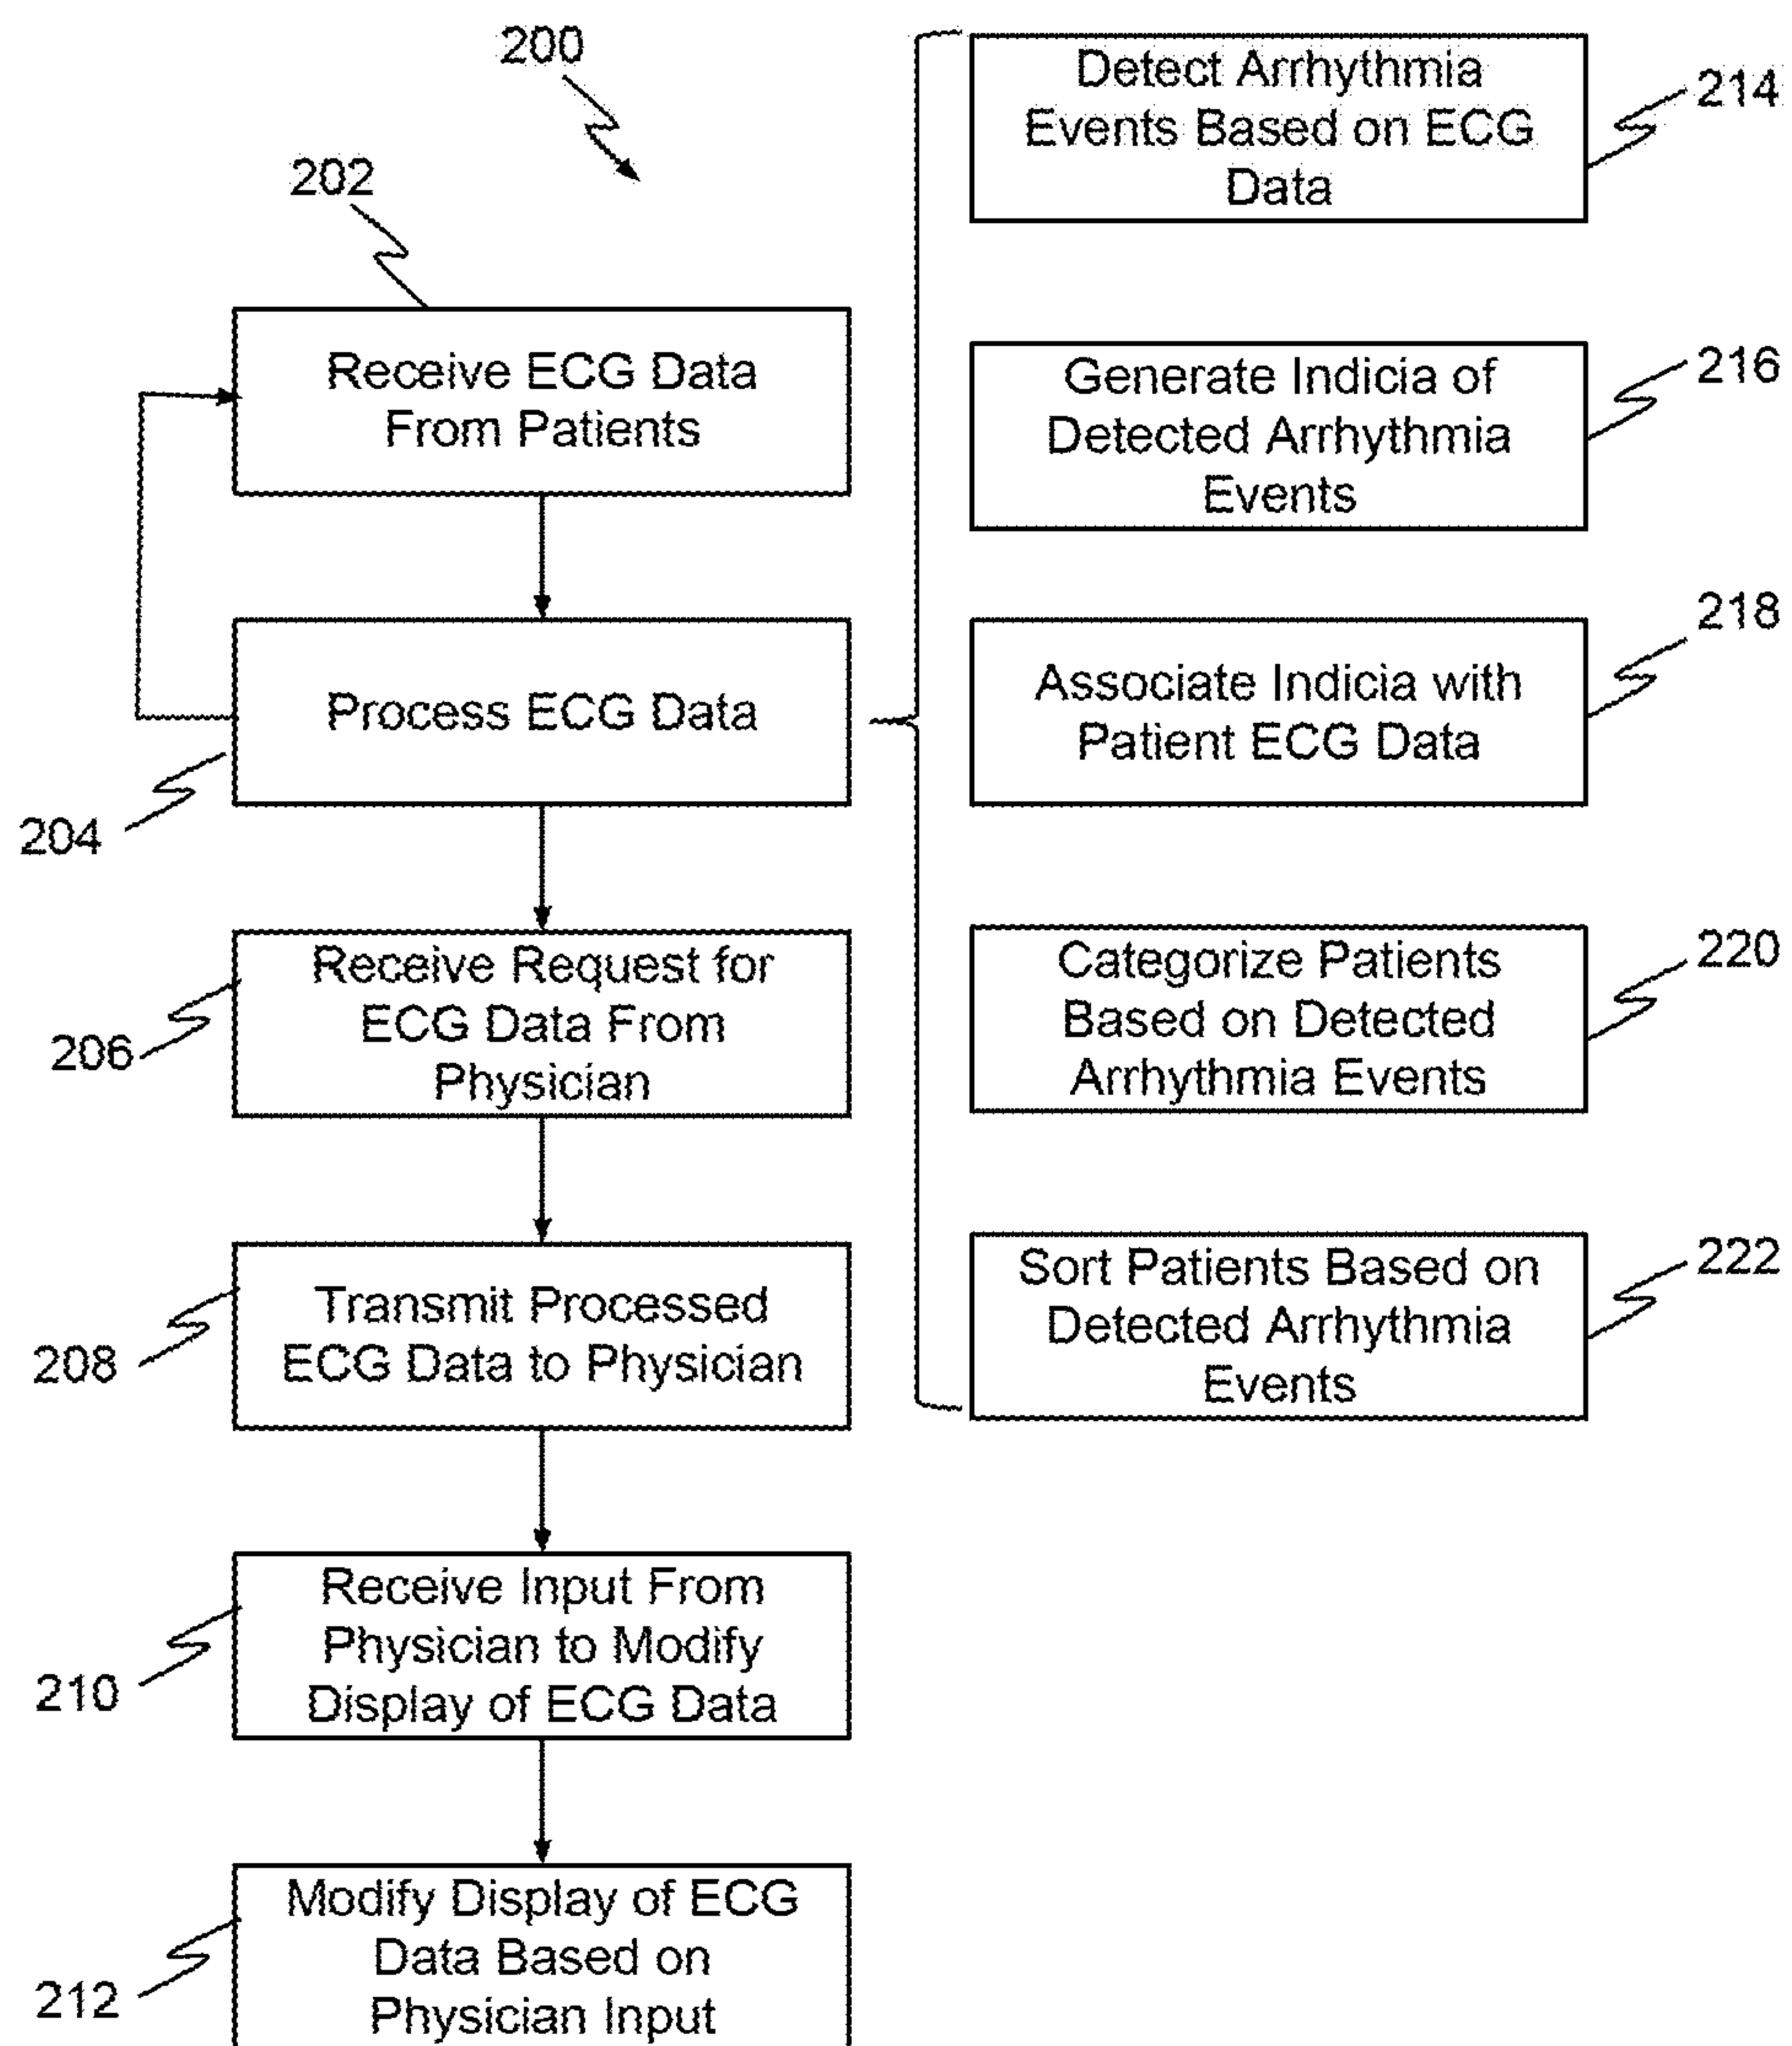 200
202
Receive ECG Data
From Patients
Process ECG Data
204
Receive Request for
ECG Data From
Physician
206
Transmit Processed
ECG Data to Physician
208
Receive Input From
Physician to Modify
Display of ECG Data
210
Modify Display of ECG
Data Based on
Physician Input
212
Detect Arrhythmia
Events Based on ECG
Data
214
Generate Indicia of
Detected Arrhythmia
Events
216
Associate Indicia with
Patient ECG Data
218
Categorize Patients
Based on Detected
Arrhythmia Events
220
Sort Patients Based on
Detected Arrhythmia
Events
222